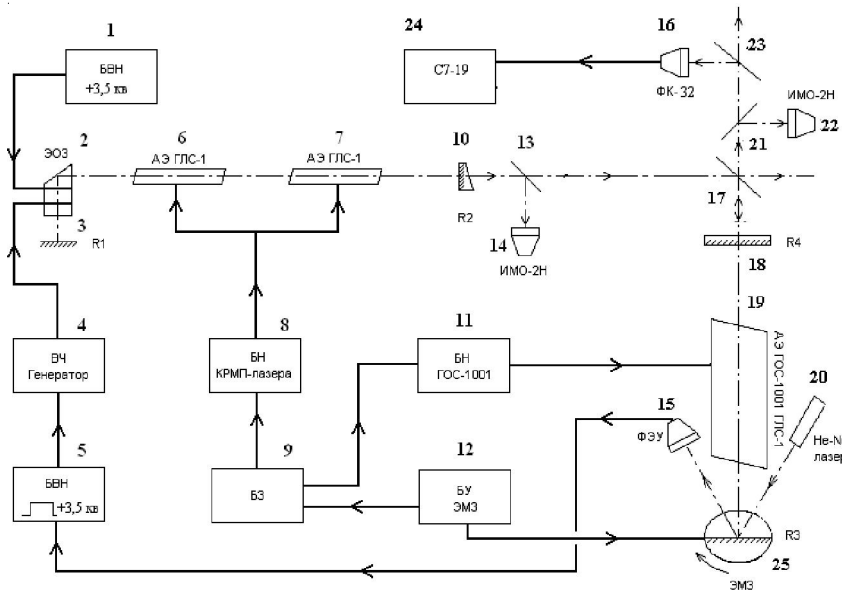 1
БВН
+3,5 кв
24
С7-19
16
ФК-32
23
ИМО-2Н
22
21
ЭОЗ
2
6
АЭ ГЛС-1
7
АЭ ГЛС-1
10
R2
13
14
ИМО-2Н
17
3
R1
R4
18
19
АЭ ГОС-1001 ГЛС-1
4
ВЧ
Генератор
8
БН
КРМП-лазера
11
БН
ГОС-1001
15
ФЭУ
20
He-Ne
лазер
5
БВН
+3,5 кв
9
БЗ
12
БУ
ЭМЗ
R3
25
ЭМЗ